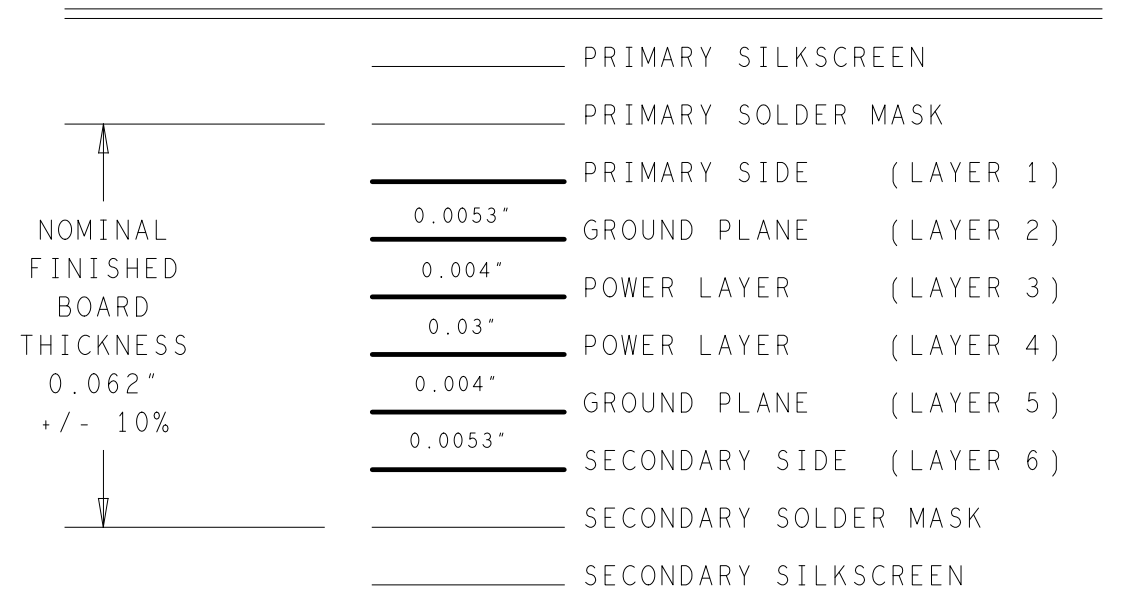 PRIMARY SILKSCREEN
PRIMARY SOLDER MASK
PRIMARY SIDE (LAYER 1)
0.0053"
GROUND PLANE (LAYER 2)
0.004"
POWER LAYER (LAYER 3)
0.03"
POWER LAYER (LAYER 4)
0.004"
GROUND PLANE (LAYER 5)
0.0053"
SECONDARY SIDE (LAYER 6)
SECONDARY SOLDER MASK
SECONDARY SILKSCREEN
NOMINAL
FINISHED
BOARD
THICKNESS
0.062"
+/- 10%